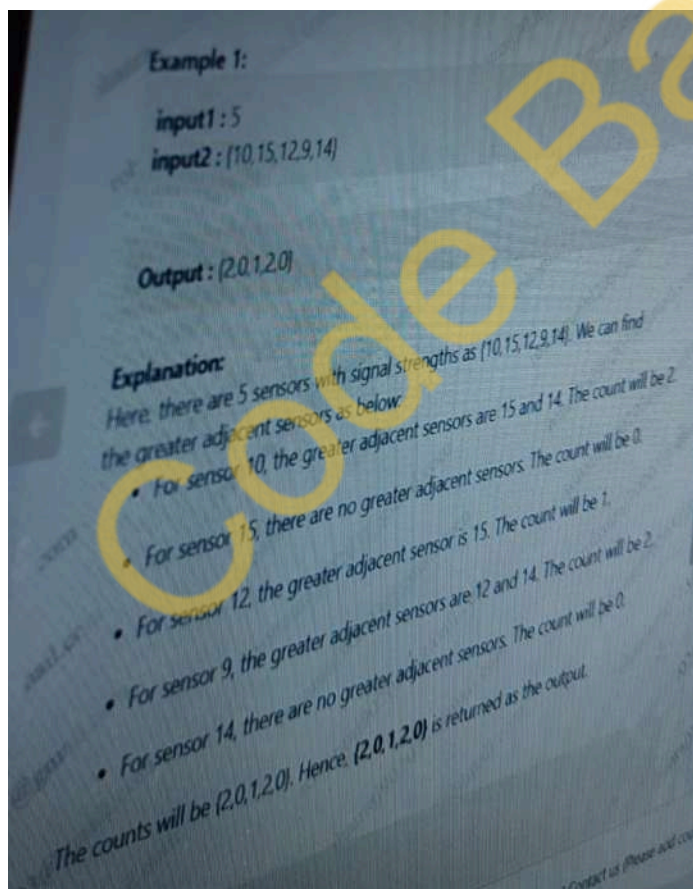 Example 1:
input1 : 5
input2 : {10,15,12,9,14}
Output : {2,0,1,2,0}
Explanation:
Here, there are 5 sensors with signal strengths as {10,15,12,9,14}. We can find
the greater adjacent sensors as below:
• For sensor 10, the greater adjacent sensors are 15 and 14. The count will be 2.
• For sensor 15, there are no greater adjacent sensors. The count will be 0.
• For sensor 12, the greater adjacent sensor is 15. The count will be 1.
• For sensor 9, the greater adjacent sensors are 12 and 14. The count will be 2.
• For sensor 14, there are no greater adjacent sensors. The count will be 0.
The counts will be {2,0,1,2,0}. Hence, {2,0,1,2,0} is returned as the output.
Contact us (Please add
Code Ba